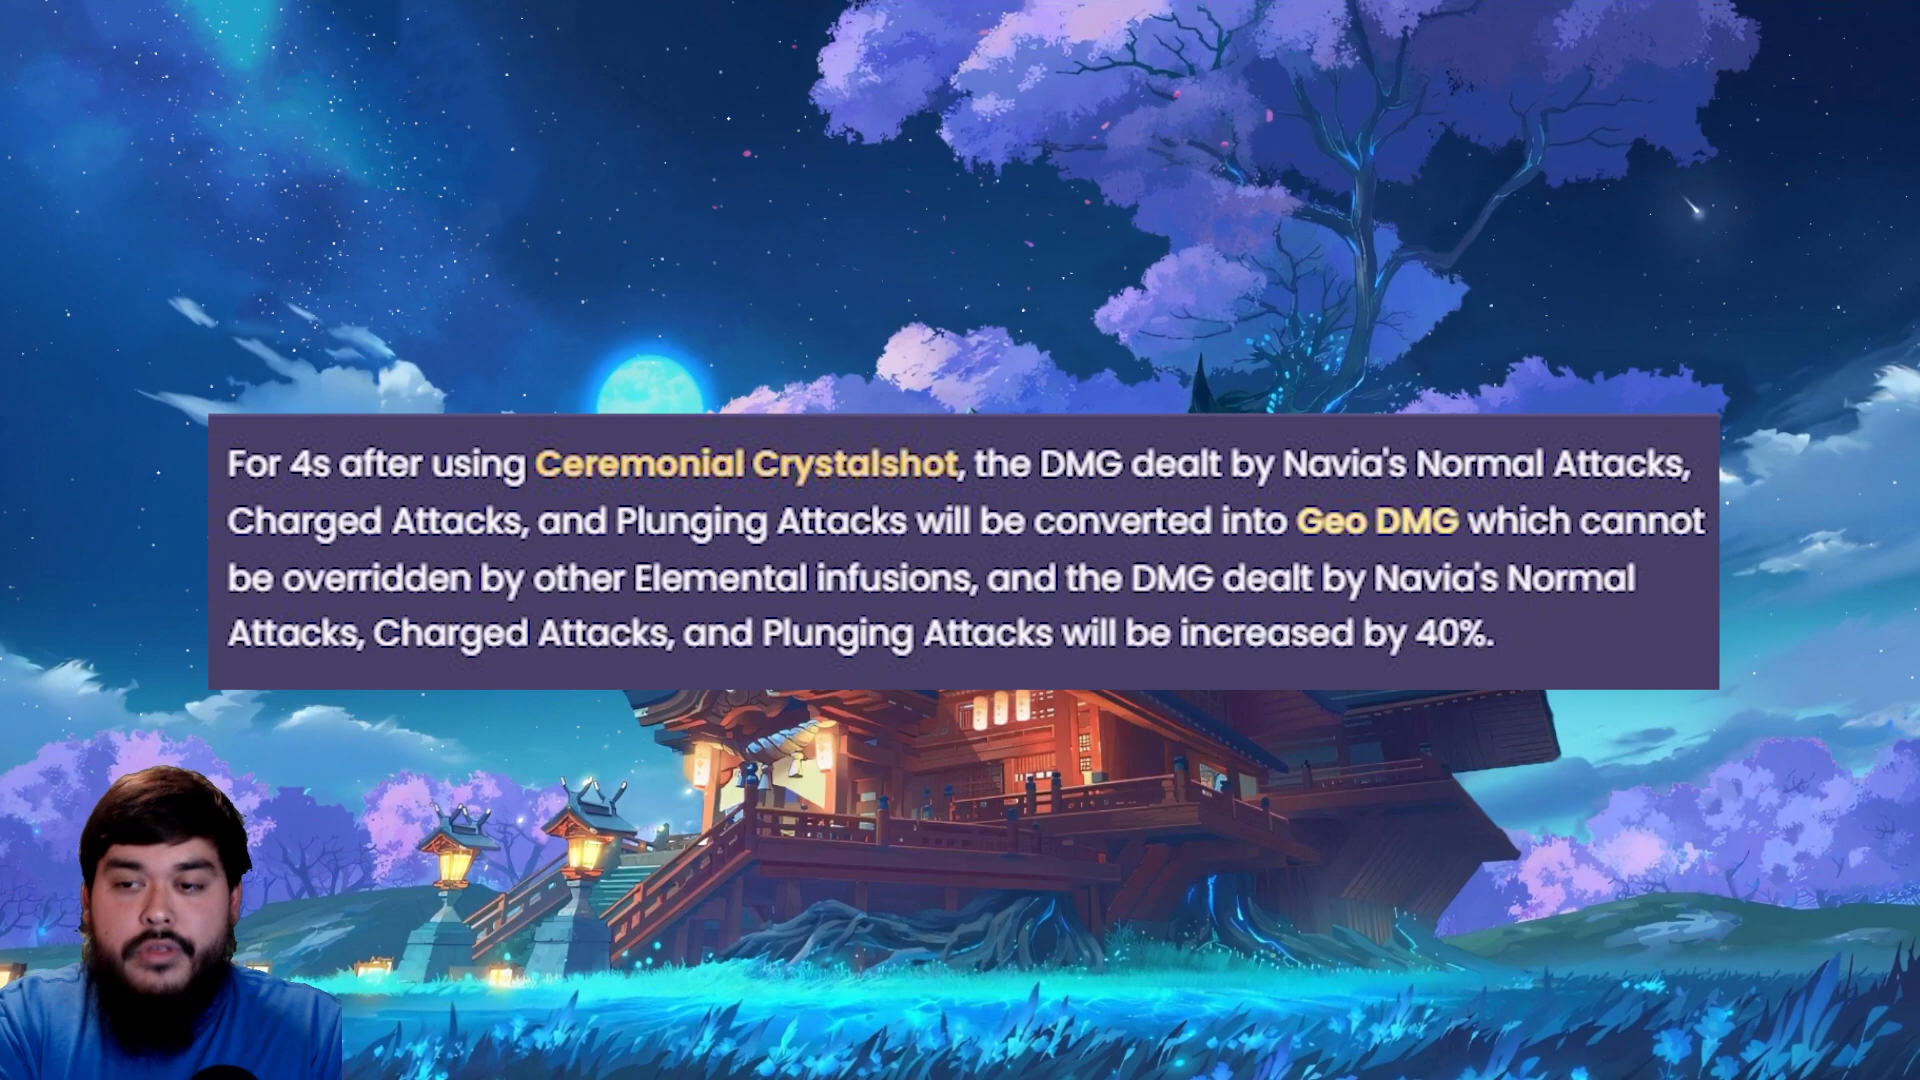 For 4s after using Ceremonial Crystalshot, the DMG dealt by Navia's Normal Attacks,
Charged Attacks, and Plunging Attacks will be converted into Geo DMG which cannot
be overridden by other Elemental infusions, and the DMG dealt by Navia's Normal
Attacks, Charged Attacks, and Plunging Attacks will be increased by 40%.